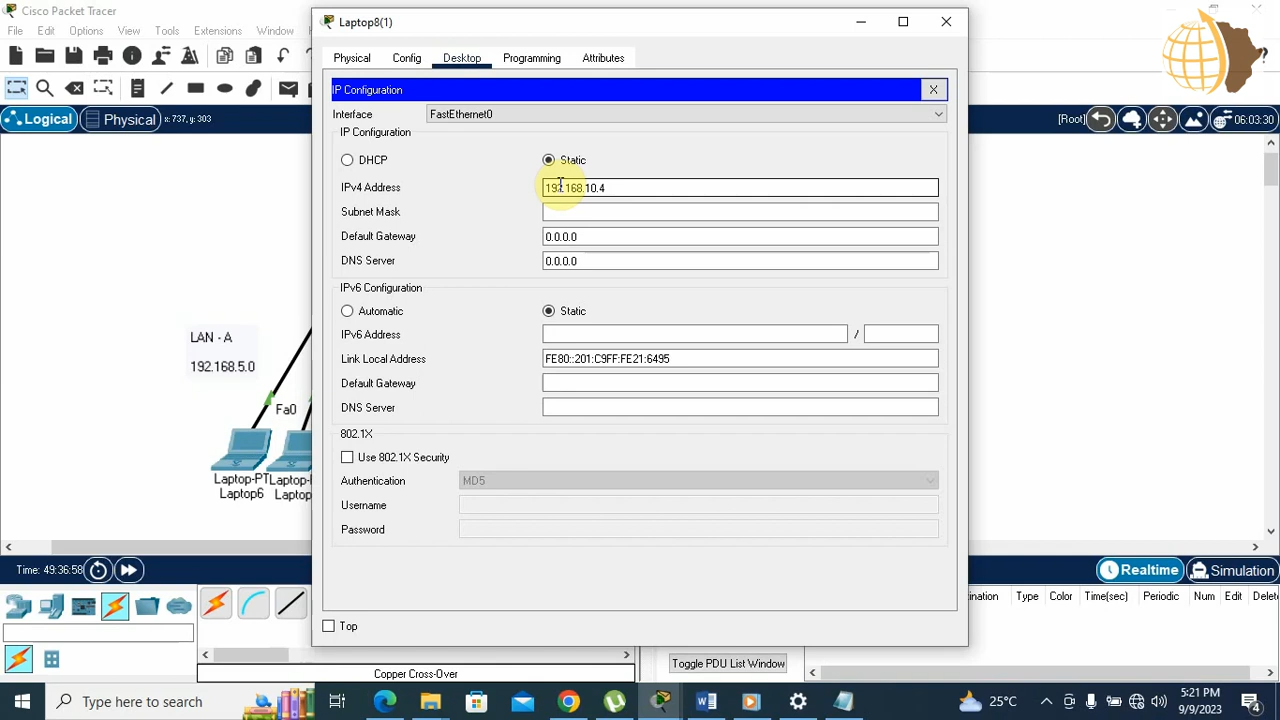 Cisco Packet Tracer
File Edit Options View Tools Extensions Window
Logical Physical x: 737, y: 303
[Root] 06:03:30
Laptop8(1)
Physical Config Desktop Programming Attributes
IP Configuration X
Interface FastEthernet0
IP Configuration
DHCP Static
IPv4 Address 192.168.10.4
Subnet Mask
Default Gateway 0.0.0.0
DNS Server 0.0.0.0
IPv6 Configuration
Automatic Static
IPv6 Address /
Link Local Address FE80::201:C9FF:FE21:6495
Default Gateway
DNS Server
802.1X
Use 802.1X Security
Authentication MD5
Username
Password
Top
LAN - A
192.168.5.0
Fa0
Laptop-PT Laptop-
Laptop6 Laptop
Time: 49:36:58 Realtime Simulation
ination Type Color Time(sec) Periodic Num Edit Delete
Toggle PDU List Window
Copper Cross-Over
Type here to search
25°C
5:21 PM
9/9/2023
4